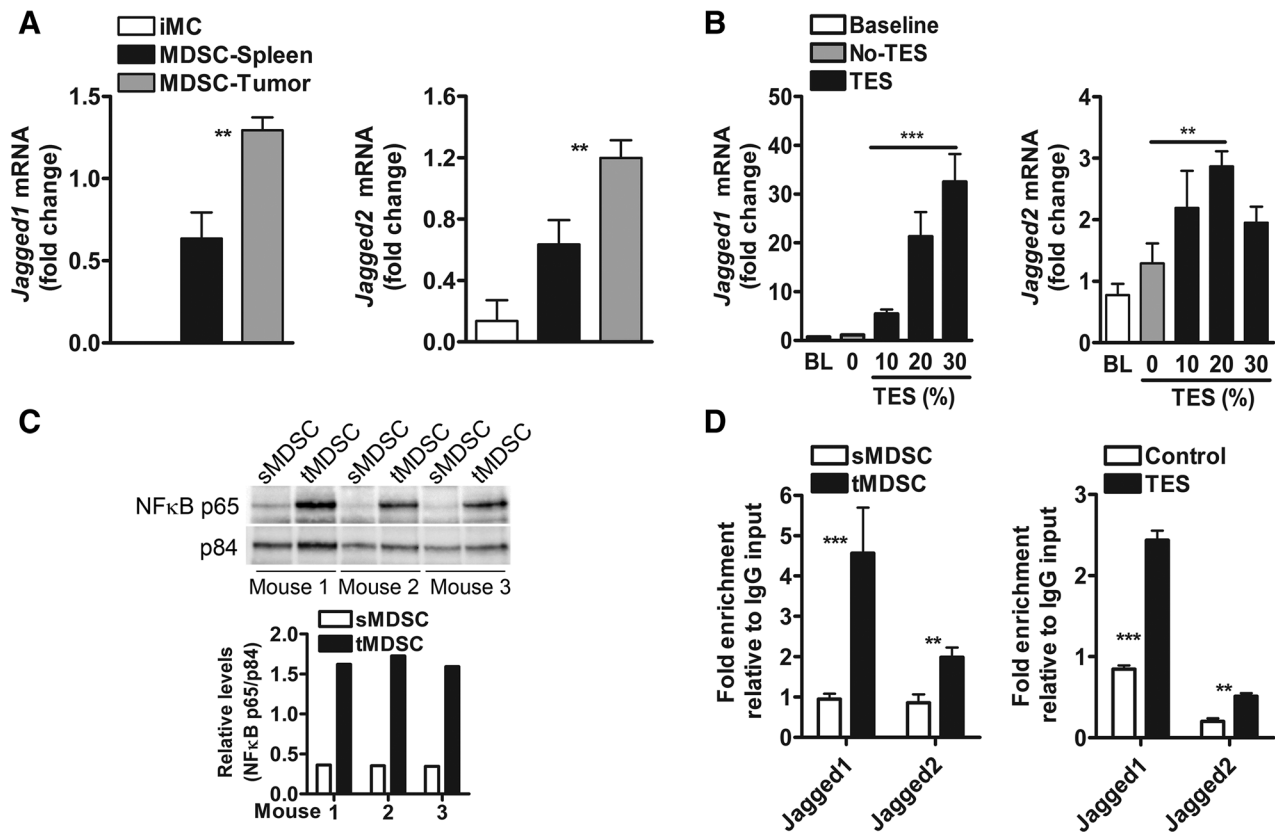 A
iMC
MDSC-Spleen
MDSC-Tumor
Jagged1 mRNA
(fold change)
1.5
1.0
0.5
0.0
**
Jagged2 mRNA
(fold change)
1.6
1.2
0.8
0.4
0.0
**
B
Baseline
No-TES
TES
Jagged1 mRNA
(fold change)
50
40
30
20
10
0
***
BL 0 10 20 30
TES (%)
Jagged2 mRNA
(fold change)
4
3
2
1
0
**
BL 0 10 20 30
TES (%)
C
sMDSC tMDSC sMDSC tMDSC sMDSC tMDSC
NFκB p65
p84
Mouse 1 Mouse 2 Mouse 3
sMDSC
tMDSC
Relative levels
(NFκB p65/p84)
2.0
1.5
1.0
0.5
0.0
Mouse 1 2 3
D
sMDSC
tMDSC
Fold enrichment
relative to IgG input
6
5
4
3
2
1
0
***
**
Jagged1 Jagged2
Control
TES
Fold enrichment
relative to IgG input
3
2
1
0
***
**
Jagged1 Jagged2